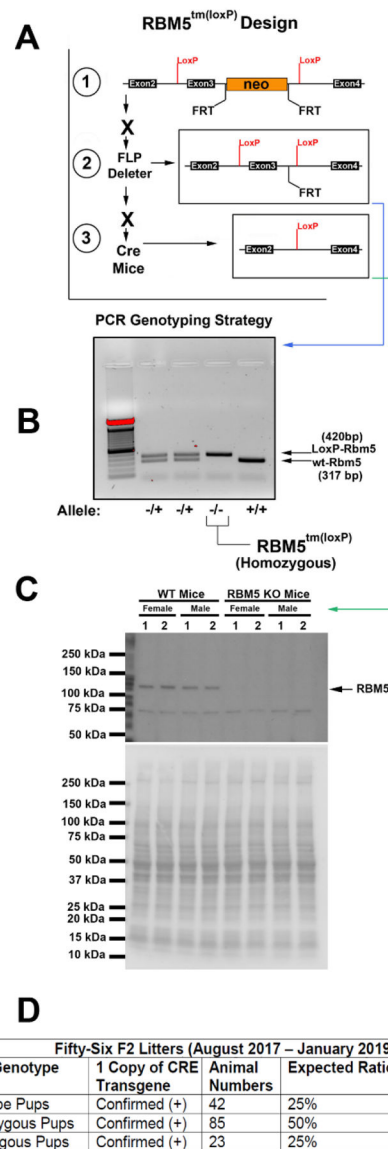 A
RBM5tm(loxP) Design
1
LoxP
LoxP
Exon2
Exon3
neo
Exon4
FRT
FRT
X
2
FLP
Deleter
LoxP
LoxP
Exon2
Exon3
Exon4
FRT
X
3
Cre
Mice
LoxP
Exon2
Exon4
PCR Genotyping Strategy
B
(420bp)
LoxP-Rbm5
wt-Rbm5
(317 bp)
Allele: -/+ -/+ -/- +/+
RBM5tm(loxP)
(Homozygous)
C
WT Mice RBM5 KO Mice
Female Male Female Male
1 2 1 2 1 2 1 2
250 kDa
150 kDa
100 kDa
75 kDa
50 kDa
RBM5
250 kDa
150 kDa
100 kDa
75 kDa
50 kDa
37 kDa
25 kDa
20 kDa
15 kDa
10 kDa
D
Fifty-Six F2 Litters (August 2017 – January 2019
Genotype 1 Copy of CRE Transgene Animal Numbers Expected Ratio
pe Pups Confirmed (+) 42 25%
ygous Pups Confirmed (+) 85 50%
gous Pups Confirmed (+) 23 25%